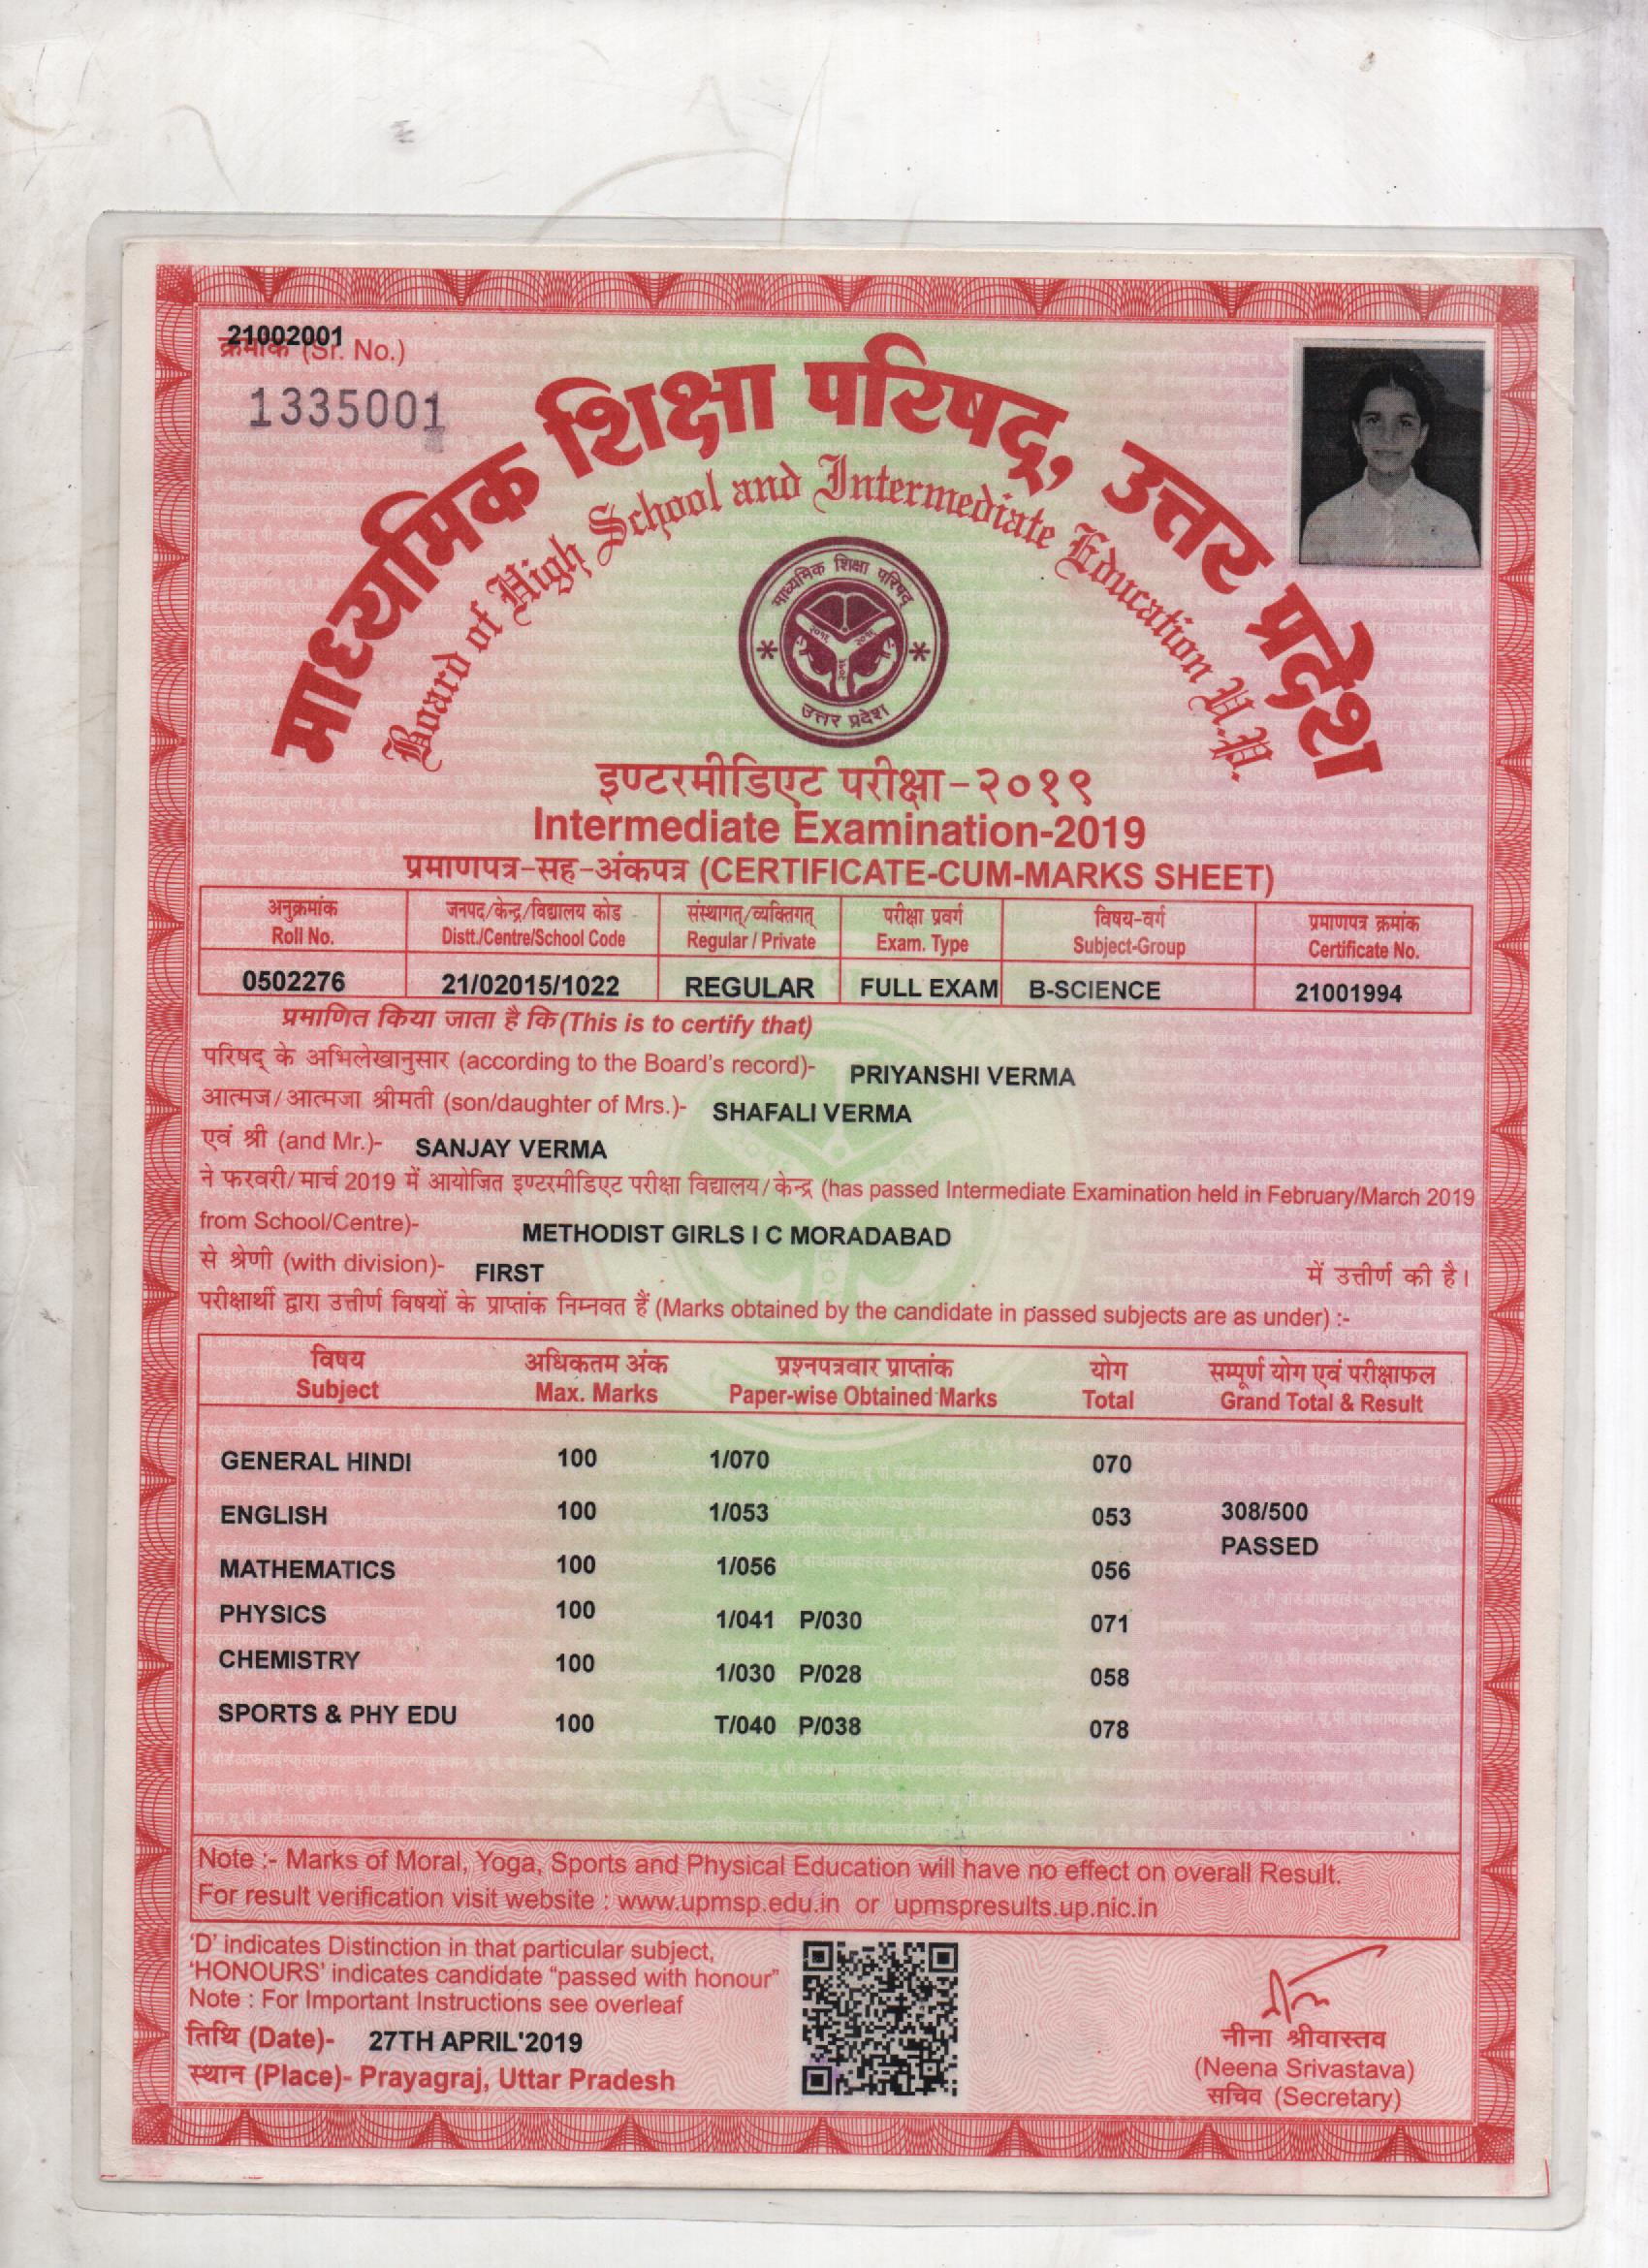 21002001
क्रमांक (Sr. No.)
1335001
माध्यमिक शिक्षा परिषद्, उत्तर प्रदेश
Board of High School and Intermediate Education U.P.
माध्यमिक शिक्षा परिषद्
उत्तर प्रदेश
इण्टरमीडिएट परीक्षा-२०१९
Intermediate Examination-2019
प्रमाणपत्र-सह-अंकपत्र (CERTIFICATE-CUM-MARKS SHEET)
अनुक्रमांक जनपद/केन्द्र/विद्यालय कोड संस्थागत्/व्यक्तिगत् परीक्षा प्रवर्ग विषय-वर्ग प्रमाणपत्र क्रमांक
Roll No. Distt./Centre/School Code Regular / Private Exam. Type Subject-Group Certificate No.
0502276 21/02015/1022 REGULAR FULL EXAM B-SCIENCE 21001994
प्रमाणित किया जाता है कि (This is to certify that)
परिषद् के अभिलेखानुसार (according to the Board's record)- PRIYANSHI VERMA
आत्मज/आत्मजा श्रीमती (son/daughter of Mrs.)- SHAFALI VERMA
एवं श्री (and Mr.)- SANJAY VERMA
ने फरवरी/मार्च 2019 में आयोजित इण्टरमीडिएट परीक्षा विद्यालय/केन्द्र (has passed Intermediate Examination held in February/March 2019
from School/Centre)- METHODIST GIRLS I C MORADABAD
से श्रेणी (with division)- FIRST में उत्तीर्ण की है।
परीक्षार्थी द्वारा उत्तीर्ण विषयों के प्राप्तांक निम्नवत हैं (Marks obtained by the candidate in passed subjects are as under) :-
विषय अधिकतम अंक प्रश्नपत्रवार प्राप्तांक योग सम्पूर्ण योग एवं परीक्षाफल
Subject Max. Marks Paper-wise Obtained Marks Total Grand Total & Result
GENERAL HINDI 100 1/070 070
ENGLISH 100 1/053 053 308/500
PASSED
MATHEMATICS 100 1/056 056
PHYSICS 100 1/041 P/030 071
CHEMISTRY 100 1/030 P/028 058
SPORTS & PHY EDU 100 T/040 P/038 078
Note :- Marks of Moral, Yoga, Sports and Physical Education will have no effect on overall Result.
For result verification visit website : www.upmsp.edu.in or upmspresults.up.nic.in
'D' indicates Distinction in that particular subject,
'HONOURS' indicates candidate "passed with honour"
Note : For Important Instructions see overleaf
तिथि (Date)- 27TH APRIL'2019
स्थान (Place)- Prayagraj, Uttar Pradesh
नीना श्रीवास्तव
(Neena Srivastava)
सचिव (Secretary)